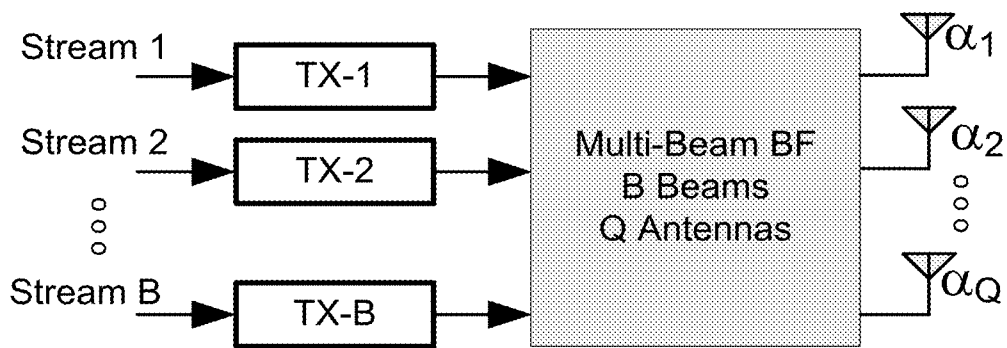 Stream 1
TX-1
α1
Stream 2
TX-2
α2
Multi-Beam BF
B Beams
Q Antennas
Stream B
TX-B
αQ